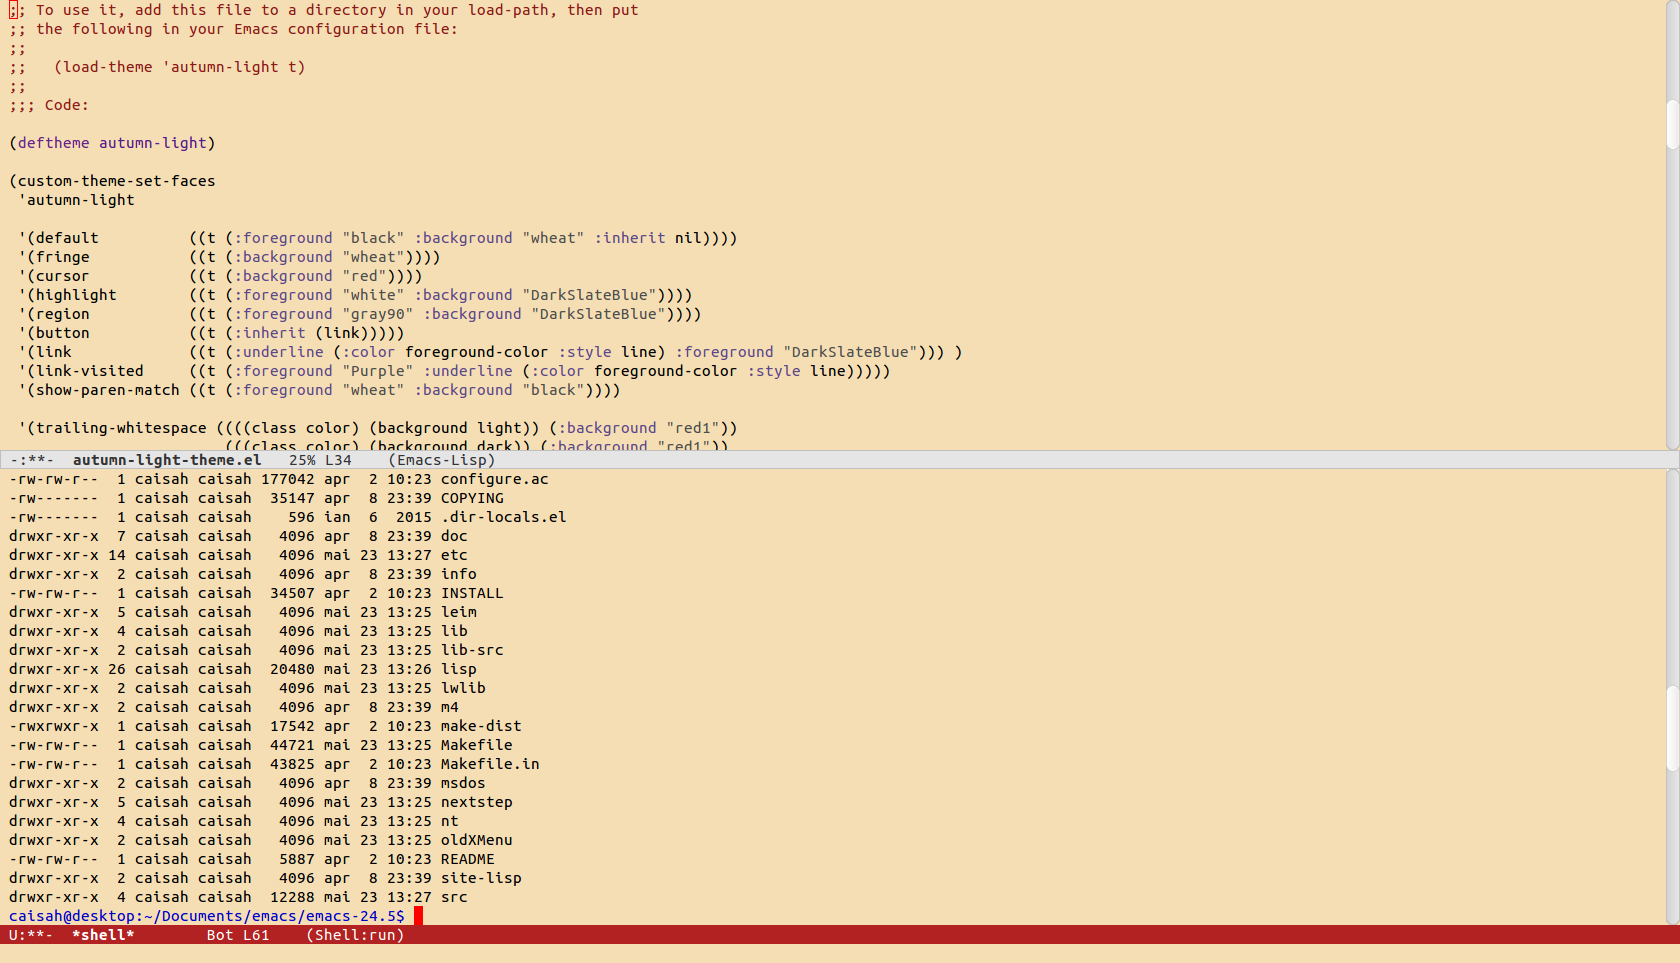 ;; To use it, add this file to a directory in your load-path, then put
;; the following in your Emacs configuration file:
;;
;;   (load-theme 'autumn-light t)
;;
;;; Code:

(deftheme autumn-light)

(custom-theme-set-faces
 'autumn-light

 '(default          ((t (:foreground "black" :background "wheat" :inherit nil))))
 '(fringe           ((t (:background "wheat"))))
 '(cursor           ((t (:background "red"))))
 '(highlight        ((t (:foreground "white" :background "DarkSlateBlue"))))
 '(region           ((t (:foreground "gray90" :background "DarkSlateBlue"))))
 '(button           ((t (:inherit (link)))))
 '(link             ((t (:underline (:color foreground-color :style line) :foreground "DarkSlateBlue"))) )
 '(link-visited     ((t (:foreground "Purple" :underline (:color foreground-color :style line)))))
 '(show-paren-match ((t (:foreground "wheat" :background "black"))))

 '(trailing-whitespace ((((class color) (background light)) (:background "red1"))
                        (((class color) (background dark)) (:background "red1"))
-:**-  autumn-light-theme.el   25% L34    (Emacs-Lisp)
-rw-rw-r--  1 caisah caisah 177042 apr  2 10:23 configure.ac
-rw-------  1 caisah caisah  35147 apr  8 23:39 COPYING
-rw-------  1 caisah caisah    596 ian  6  2015 .dir-locals.el
drwxr-xr-x  7 caisah caisah   4096 apr  8 23:39 doc
drwxr-xr-x 14 caisah caisah   4096 mai 23 13:27 etc
drwxr-xr-x  2 caisah caisah   4096 apr  8 23:39 info
-rw-rw-r--  1 caisah caisah  34507 apr  2 10:23 INSTALL
drwxr-xr-x  5 caisah caisah   4096 mai 23 13:25 leim
drwxr-xr-x  4 caisah caisah   4096 mai 23 13:25 lib
drwxr-xr-x  2 caisah caisah   4096 mai 23 13:25 lib-src
drwxr-xr-x 26 caisah caisah  20480 mai 23 13:26 lisp
drwxr-xr-x  2 caisah caisah   4096 mai 23 13:25 lwlib
drwxr-xr-x  2 caisah caisah   4096 apr  8 23:39 m4
-rwxrwxr-x  1 caisah caisah  17542 apr  2 10:23 make-dist
-rw-rw-r--  1 caisah caisah  44721 mai 23 13:25 Makefile
-rw-rw-r--  1 caisah caisah  43825 apr  2 10:23 Makefile.in
drwxr-xr-x  2 caisah caisah   4096 apr  8 23:39 msdos
drwxr-xr-x  5 caisah caisah   4096 mai 23 13:25 nextstep
drwxr-xr-x  4 caisah caisah   4096 mai 23 13:25 nt
drwxr-xr-x  2 caisah caisah   4096 mai 23 13:25 oldXMenu
-rw-rw-r--  1 caisah caisah   5887 apr  2 10:23 README
drwxr-xr-x  2 caisah caisah   4096 apr  8 23:39 site-lisp
drwxr-xr-x  4 caisah caisah  12288 mai 23 13:27 src
caisah@desktop:~/Documents/emacs/emacs-24.5$
U:**-  *shell*        Bot L61    (Shell:run)